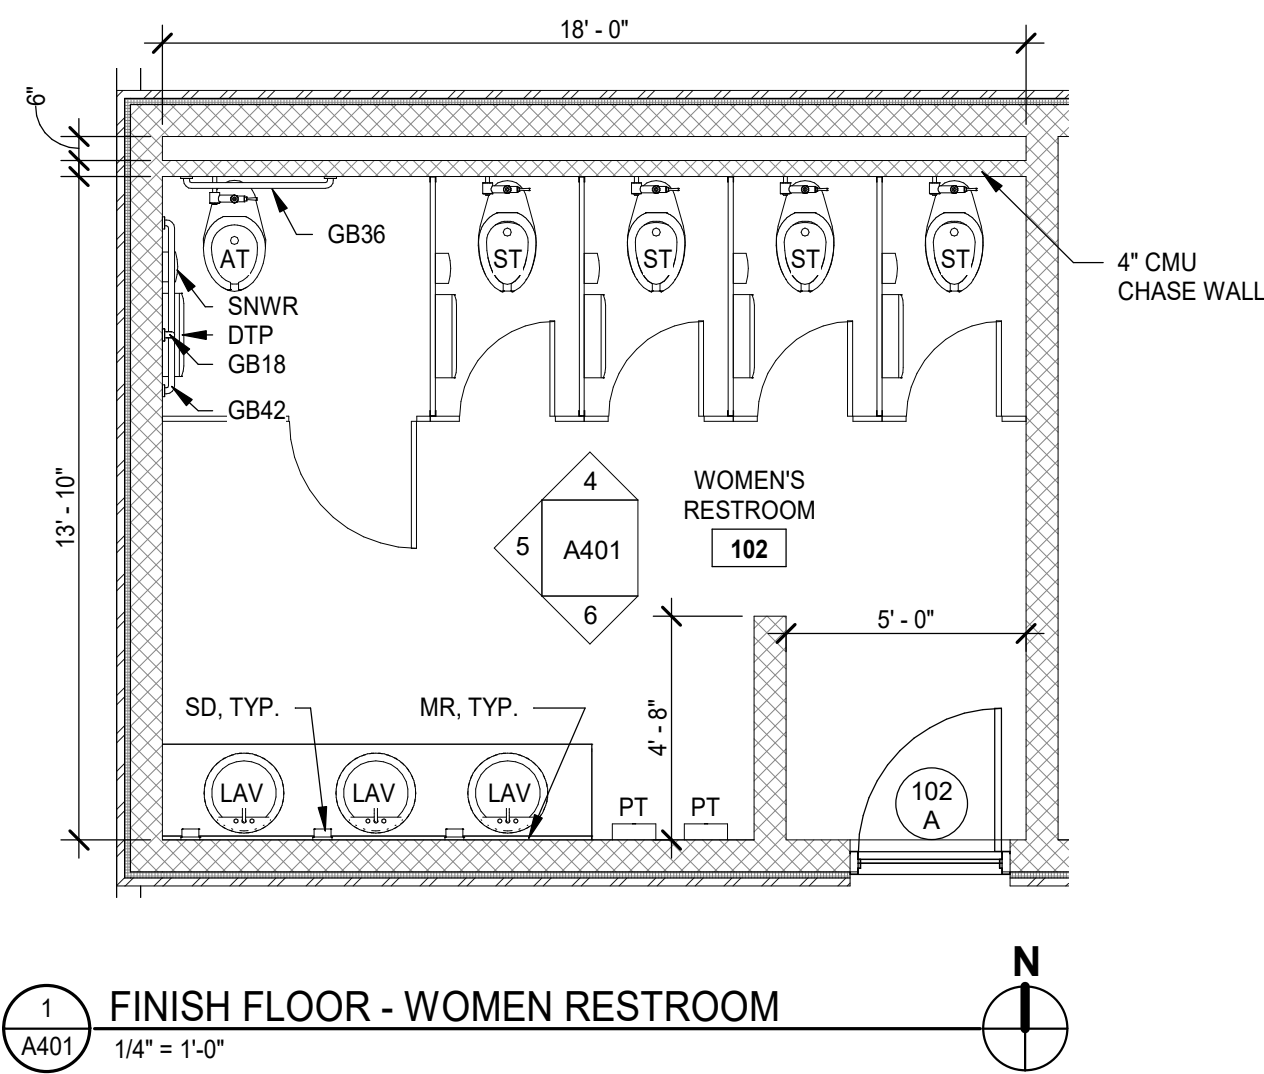 18' - 0"
6"
GB36
AT
ST
ST
ST
ST
4" CMU
CHASE WALL
SNWR
DTP
GB18
GB42
13' - 10"
4
5
A401
6
WOMEN'S
RESTROOM
102
5' - 0"
4' - 8"
SD, TYP.
MR, TYP.
LAV
LAV
LAV
PT
PT
102
A
N
1
A401
FINISH FLOOR - WOMEN RESTROOM
1/4" = 1'-0"